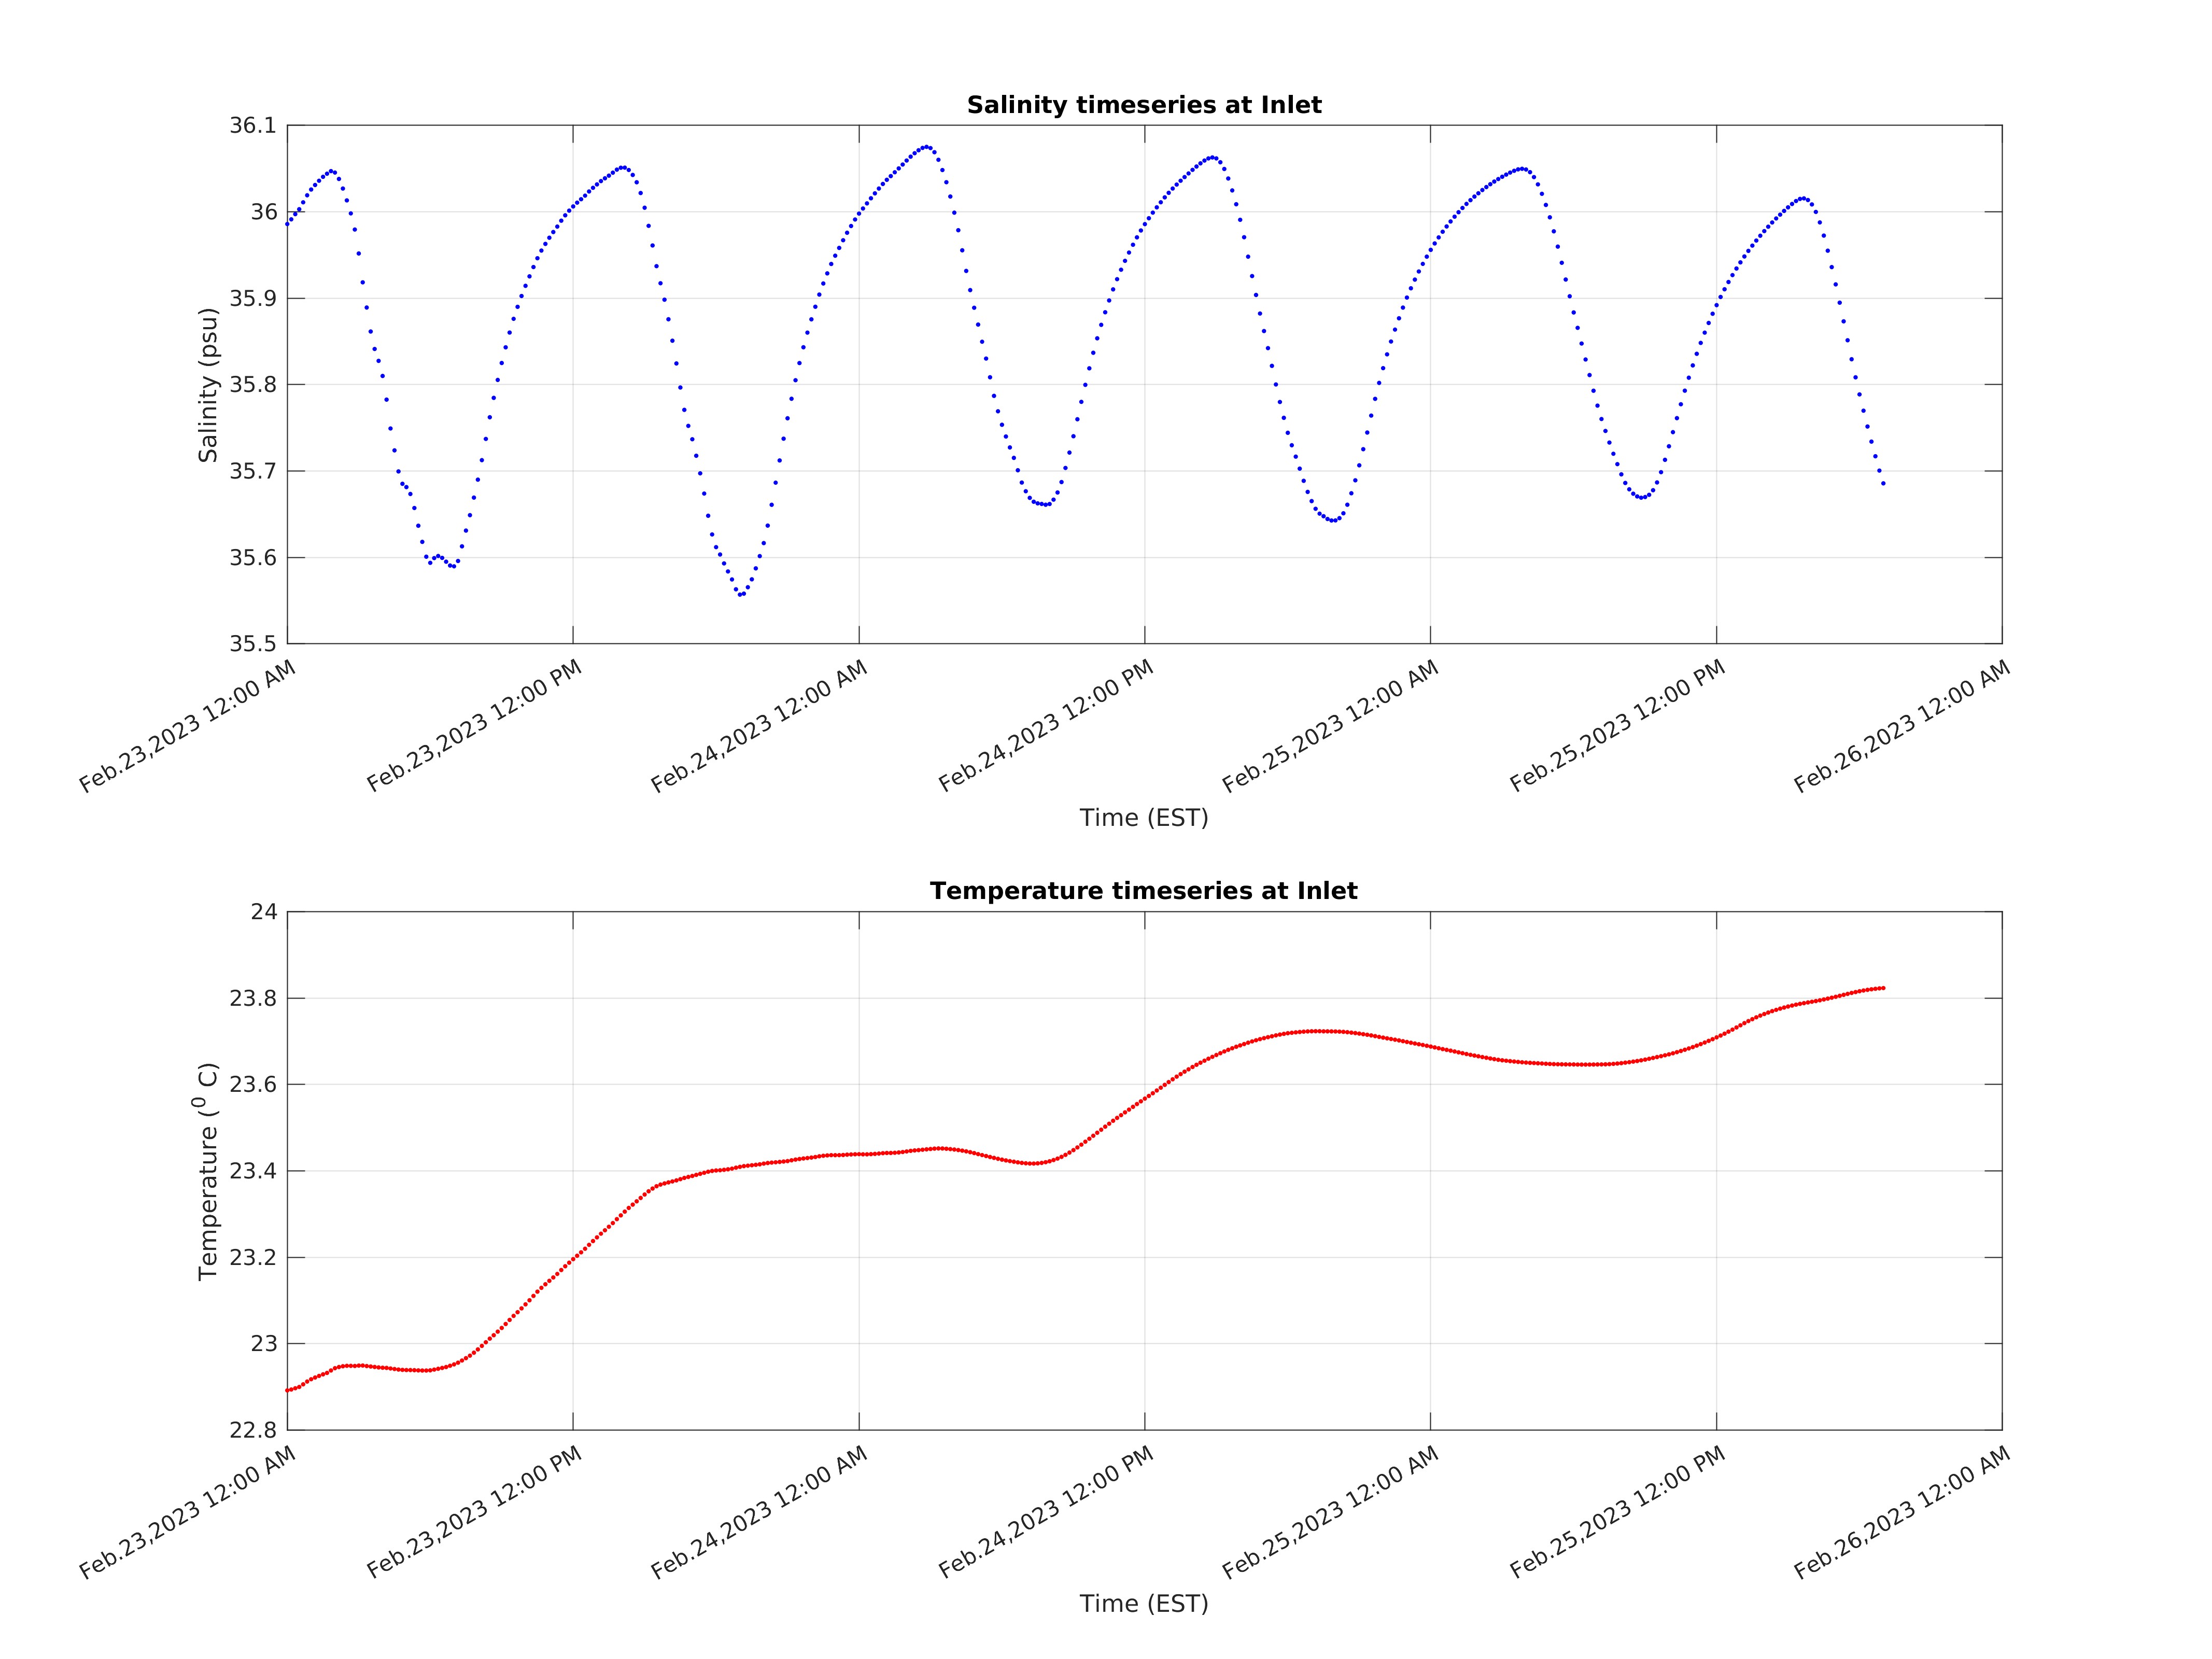 Salinity timeseries at Inlet
Salinity (psu)
36.1
36
35.9
35.8
35.7
35.6
35.5
Feb.23,2023 12:00 AM
Feb.23,2023 12:00 PM
Feb.24,2023 12:00 AM
Feb.24,2023 12:00 PM
Feb.25,2023 12:00 AM
Feb.25,2023 12:00 PM
Feb.26,2023 12:00 AM
Time (EST)
Temperature timeseries at Inlet
Temperature (⁰ C)
24
23.8
23.6
23.4
23.2
23
22.8
Feb.23,2023 12:00 AM
Feb.23,2023 12:00 PM
Feb.24,2023 12:00 AM
Feb.24,2023 12:00 PM
Feb.25,2023 12:00 AM
Feb.25,2023 12:00 PM
Feb.26,2023 12:00 AM
Time (EST)